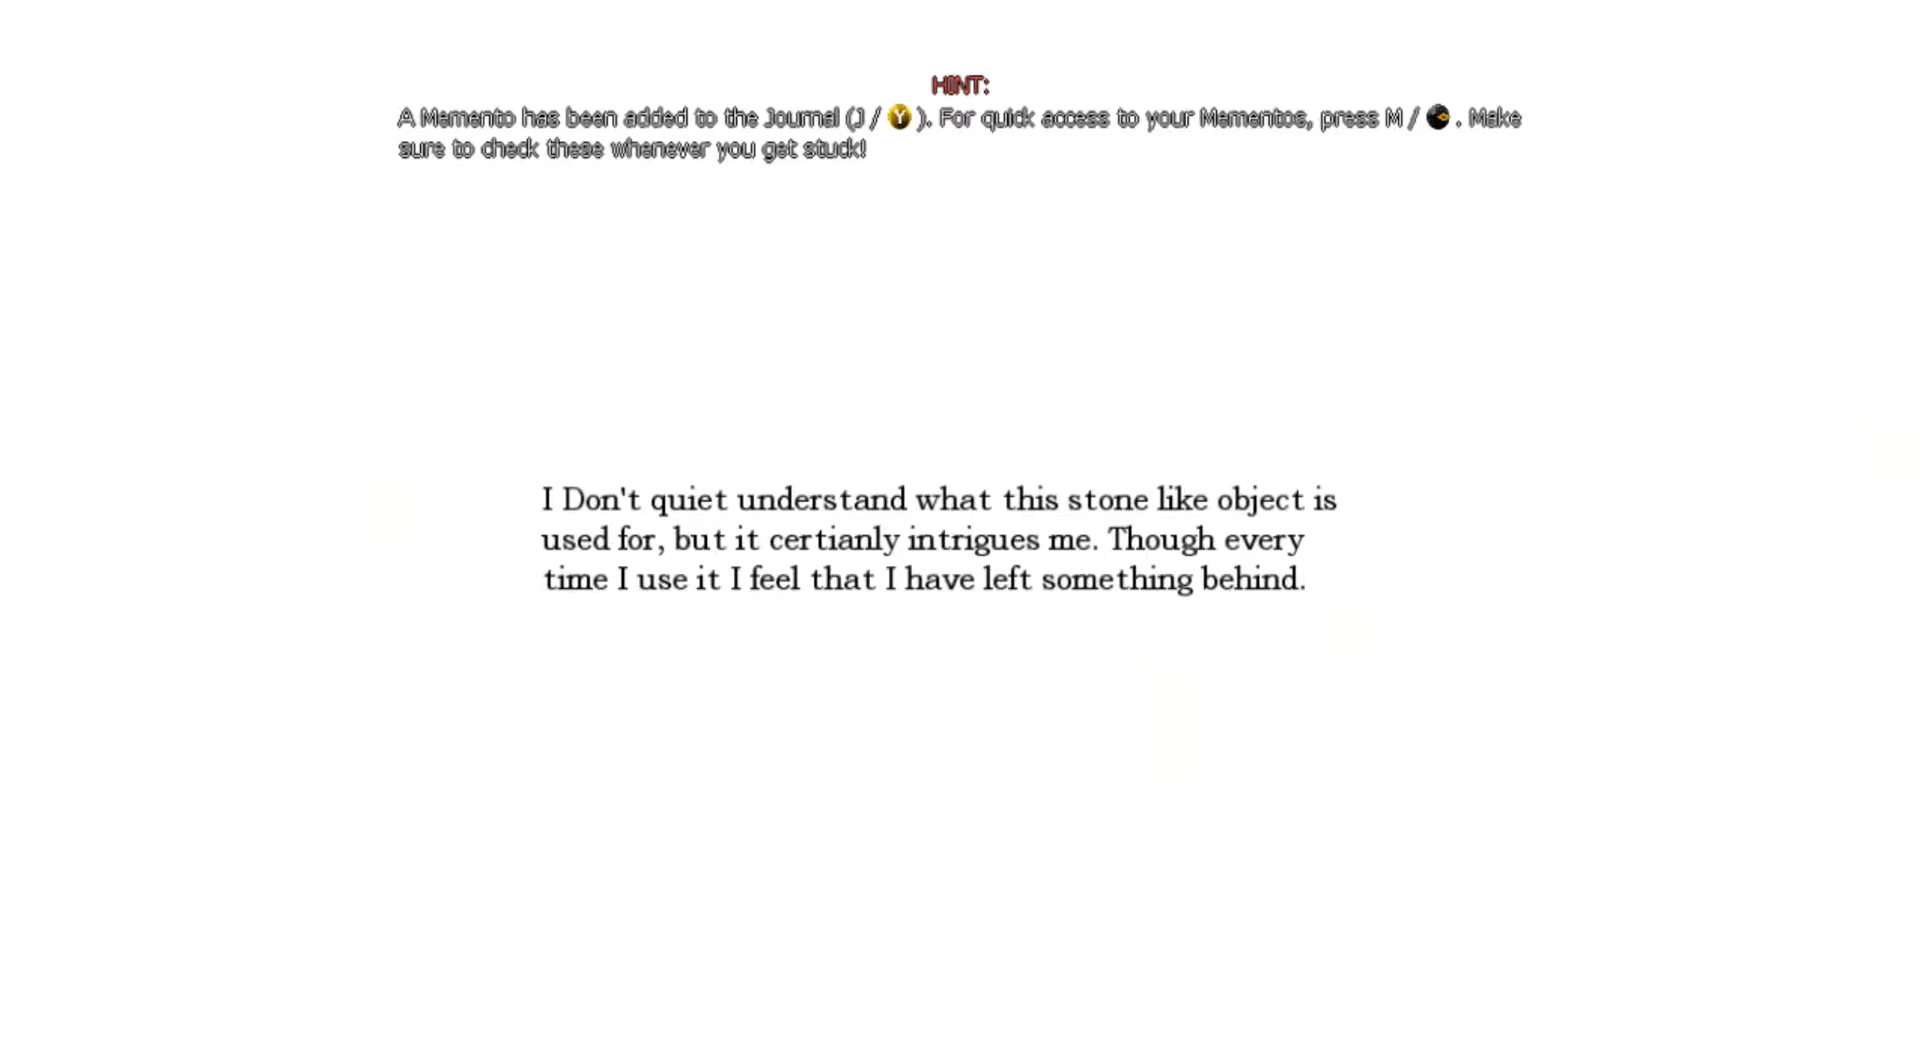 HINT:
A Memento has been added to the Journal (J / Y ). For quick access to your Mementos, press M / . Make
sure to check these whenever you get stuck!
I Don't quiet understand what this stone like object is
used for, but it certianly intrigues me. Though every
time I use it I feel that I have left something behind.